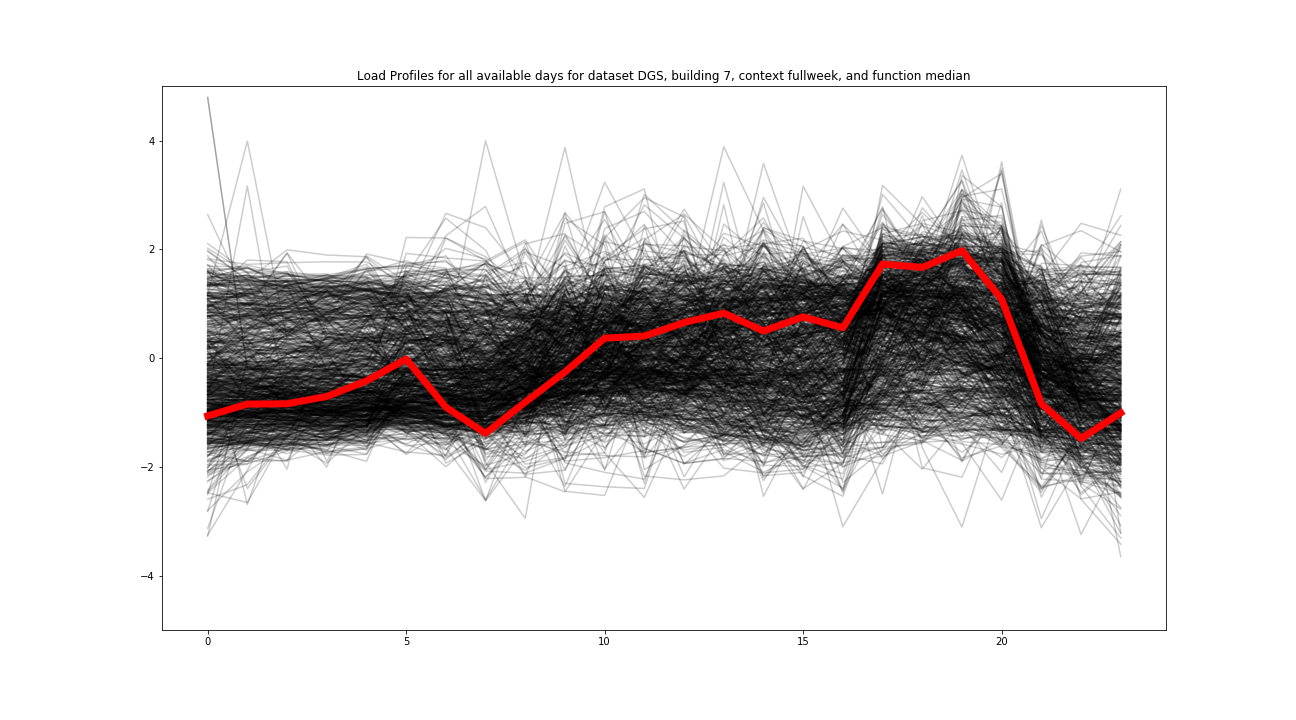 Load Profiles for all available days for dataset DGS, building 7, context fullweek, and function median
4
2
0
−2
−4
0 5 10 15 20